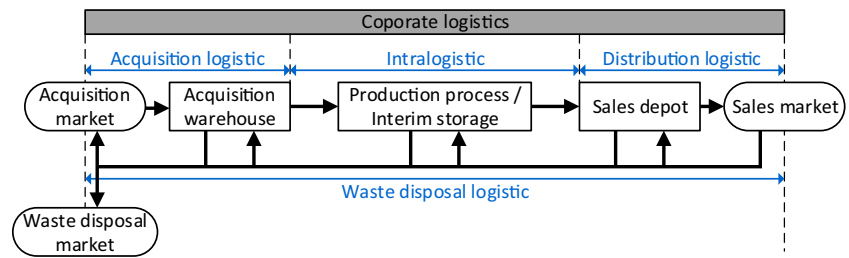 Coporate logistics
Acquisition logistic
Intralogistic
Distribution logistic
Acquisition
market
Acquisition
warehouse
Production process /
Interim storage
Sales depot
Sales market
Waste disposal logistic
Waste disposal
market